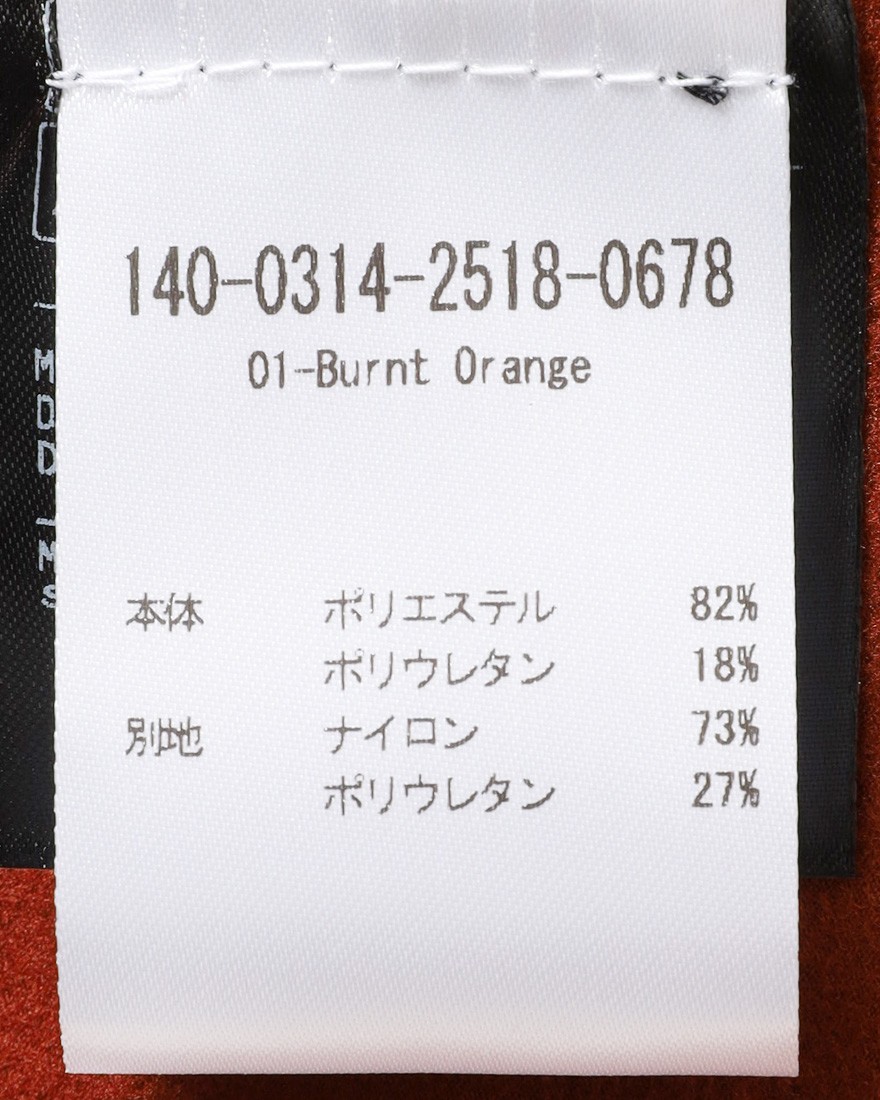 140-0314-2518-0678
01-Burnt Orange
本体 ポリエステル 82%
ポリウレタン 18%
別地 ナイロン 73%
ポリウレタン 27%
MOD